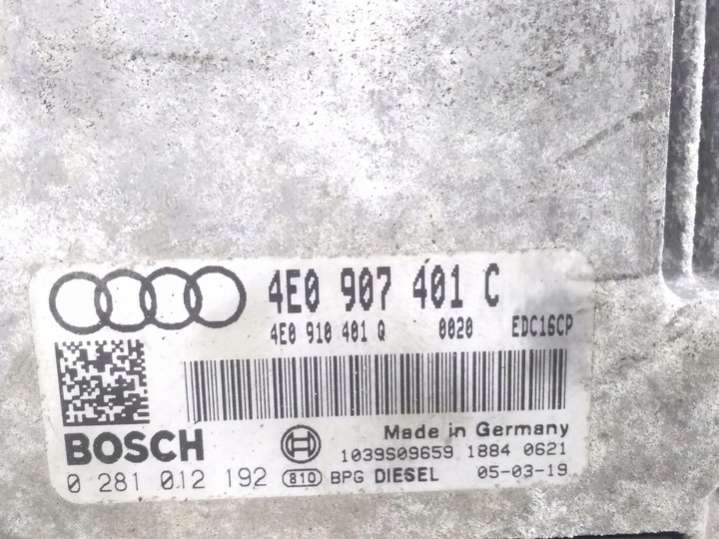 4E0 907 401 C
4E0 910 401 Q 0020 EDC16CP
BOSCH Made in Germany
1039S09659 1884 0621
0 281 012 192 810 BPG DIESEL 05-03-19